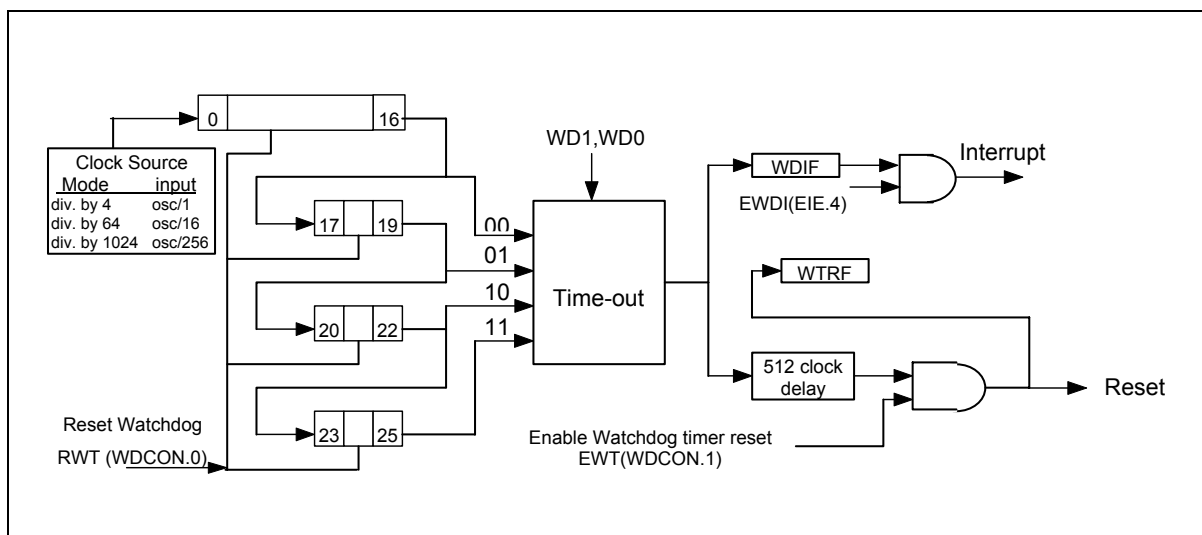 0
16
Clock Source
Mode input
div. by 4 osc/1
div. by 64 osc/16
div. by 1024 osc/256
17 19
20 22
23 25
Reset Watchdog
RWT (WDCON.0)
WD1,WD0
00
01
10
11
Time-out
WDIF
EWDI(EIE.4)
Interrupt
WTRF
512 clock
delay
Enable Watchdog timer reset
EWT(WDCON.1)
Reset